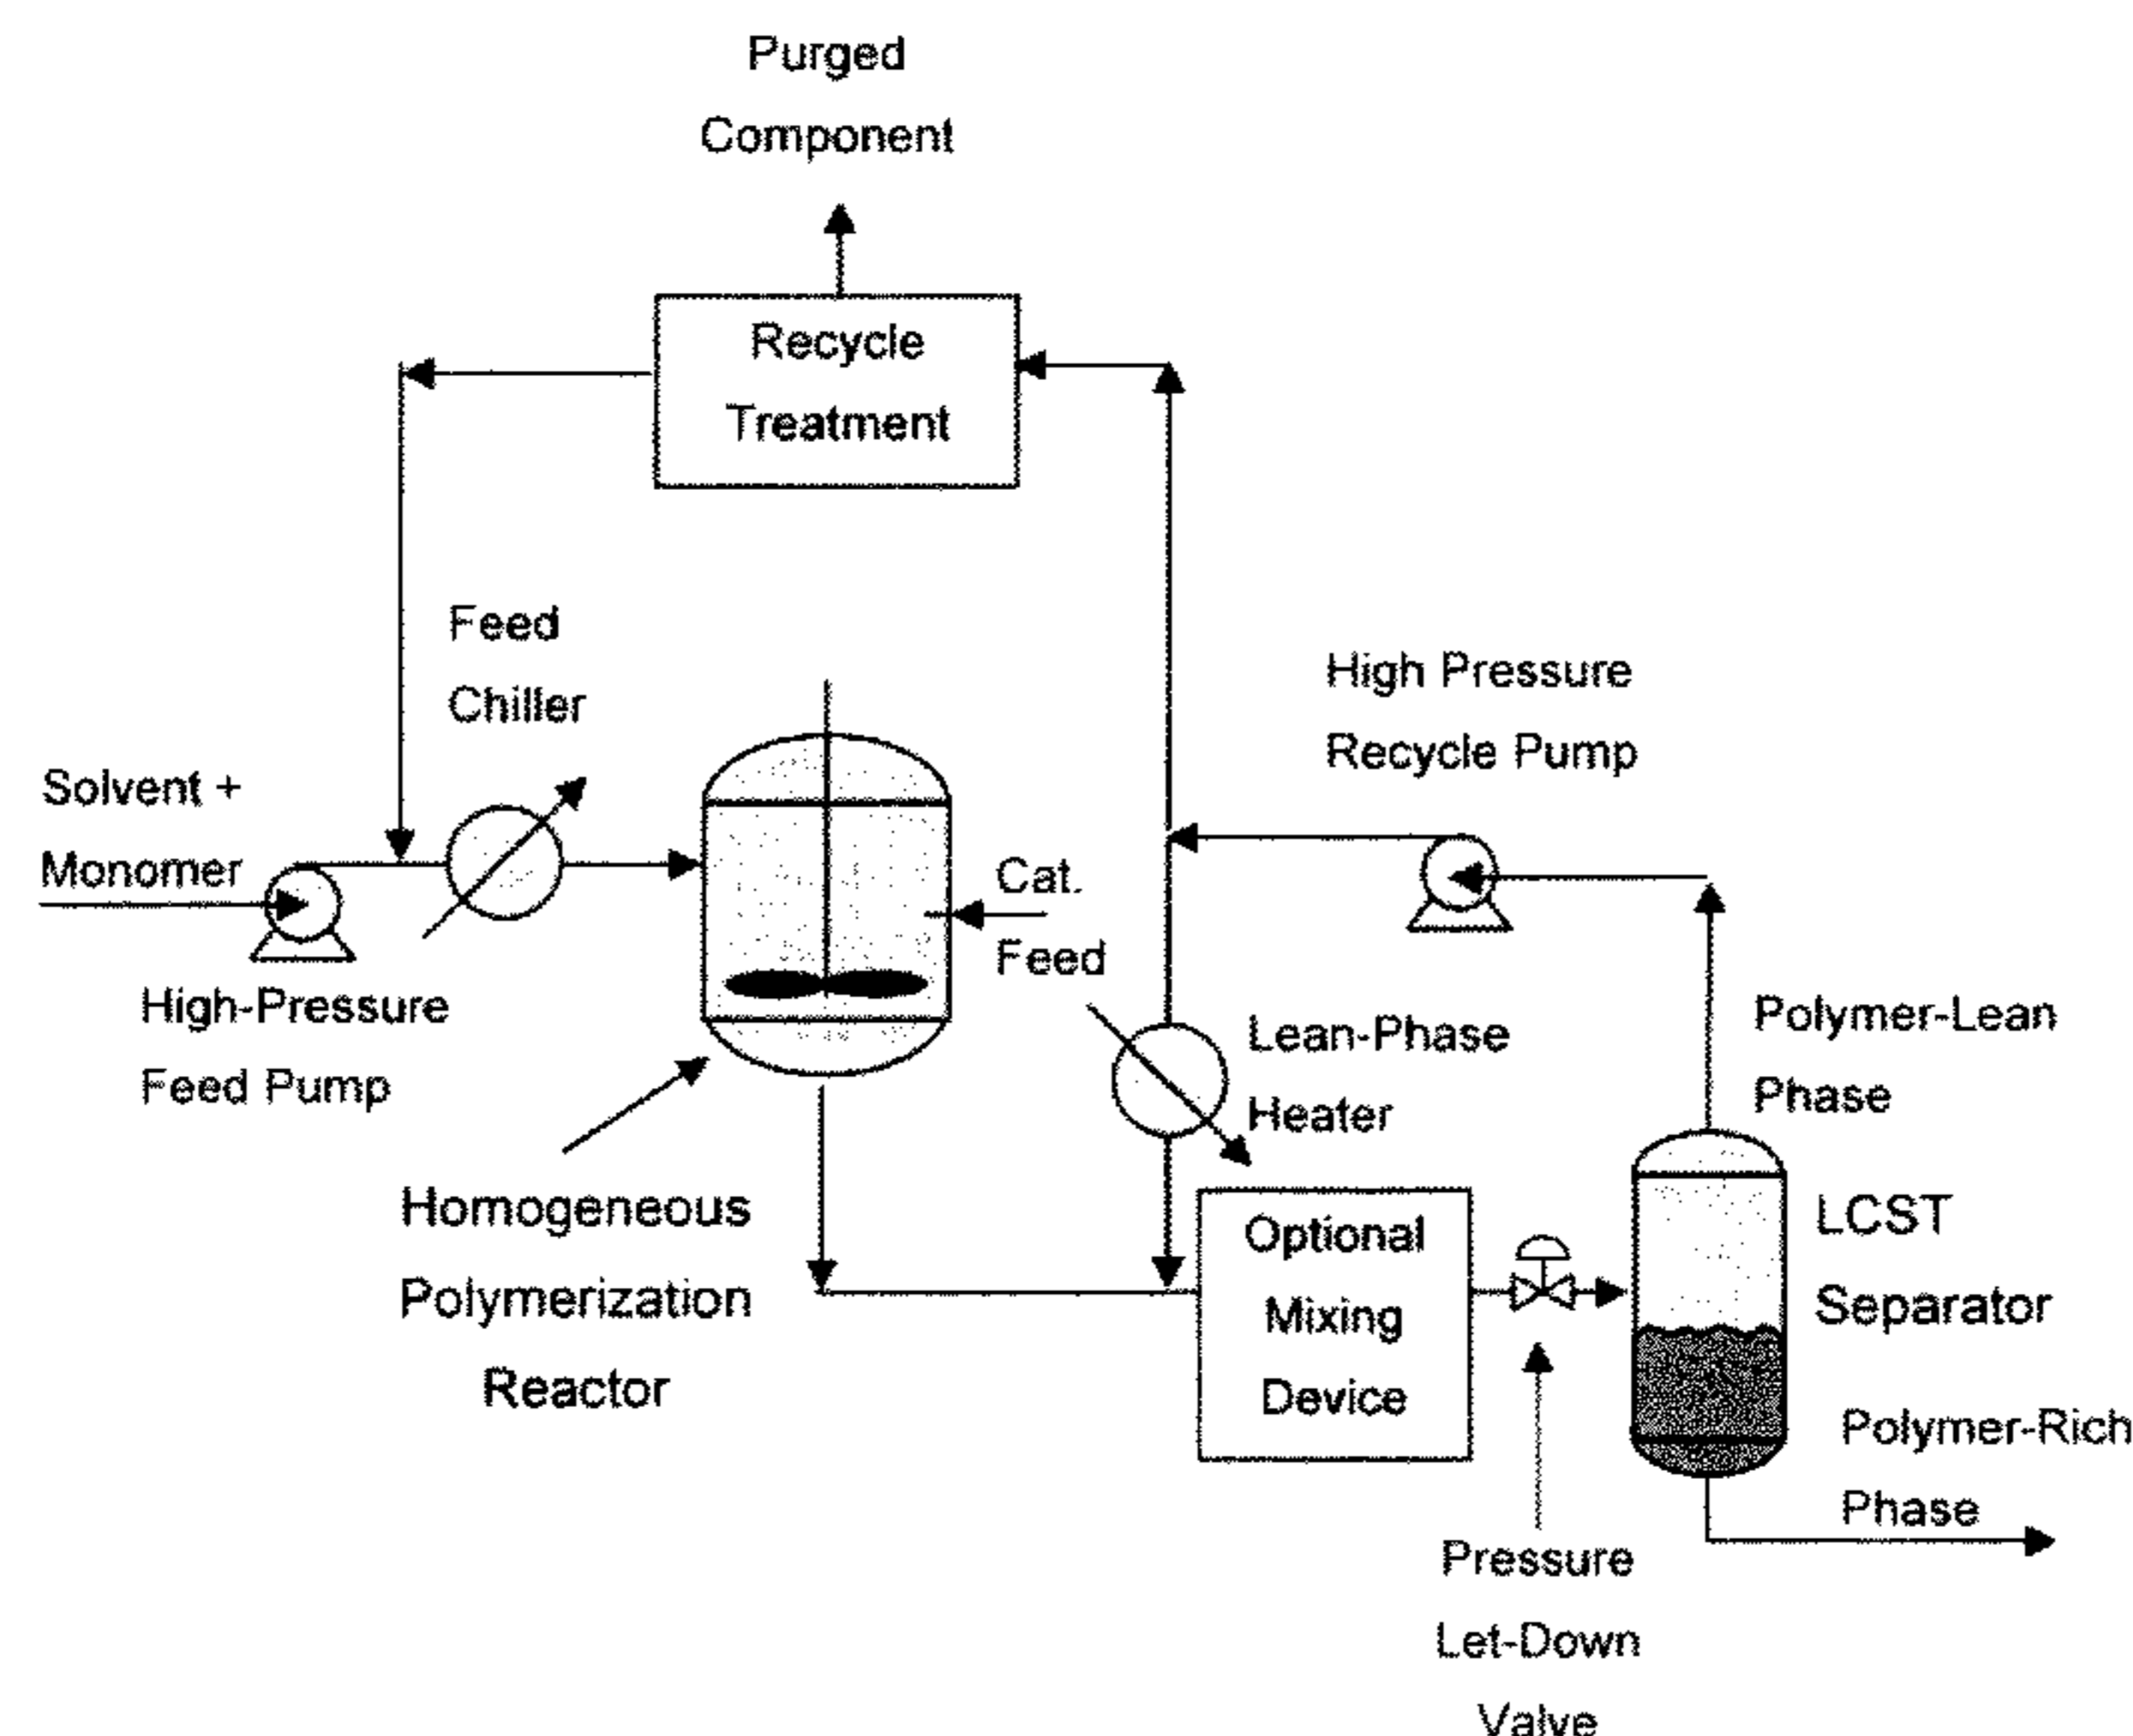 Purged
Component
Recycle
Treatment
Feed
Chiller
High Pressure
Recycle Pump
Solvent +
Monomer
Cat.
Feed
High-Pressure
Feed Pump
Lean-Phase
Heater
Polymer-Lean
Phase
Homogeneous
Polymerization
Reactor
Optional
Mixing
Device
LCST
Separator
Polymer-Rich
Phase
Pressure
Let-Down
Valve